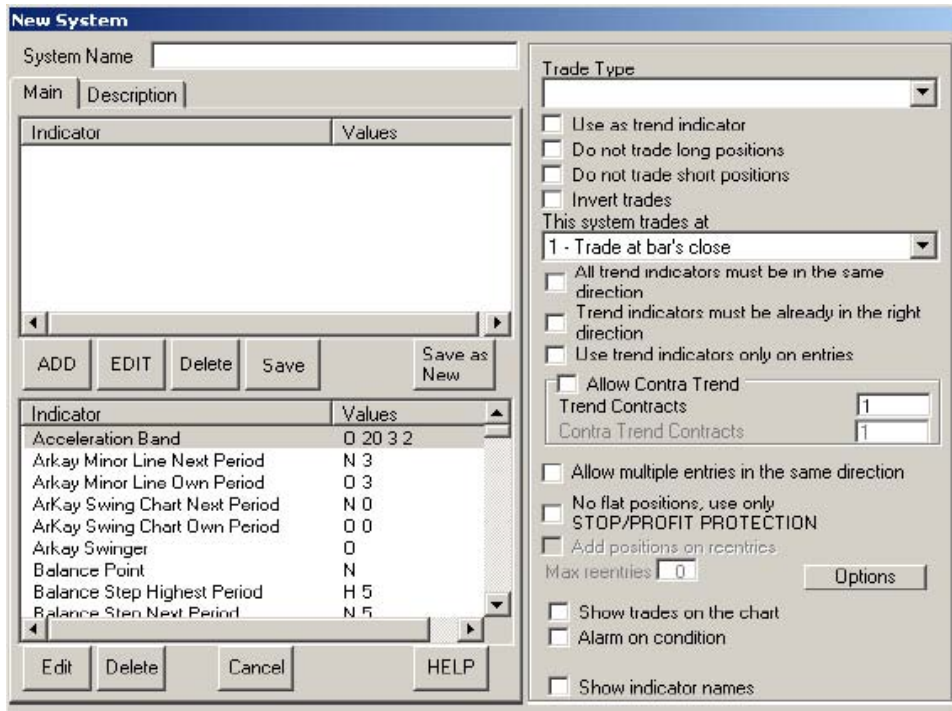 New System
System Name
Main Description
Indicator Values
ADD EDIT Delete Save Save as New
Indicator Values
Acceleration Band O 20 3 2
Arkay Minor Line Next Period N 3
Arkay Minor Line Own Period O 3
ArKay Swing Chart Next Period N 0
ArKay Swing Chart Own Period O 0
Arkay Swinger O
Balance Point N
Balance Step Highest Period H 5
Balance Step Next Period N 5
Edit Delete Cancel HELP
Trade Type
Use as trend indicator
Do not trade long positions
Do not trade short positions
Invert trades
This system trades at
1 - Trade at bar's close
All trend indicators must be in the same
direction
Trend indicators must be already in the right
direction
Use trend indicators only on entries
Allow Contra Trend
Trend Contracts 1
Contra Trend Contracts 1
Allow multiple entries in the same direction
No flat positions, use only
STOP/PROFIT PROTECTION
Add positions on reentries
Max reentries 0 Options
Show trades on the chart
Alarm on condition
Show indicator names